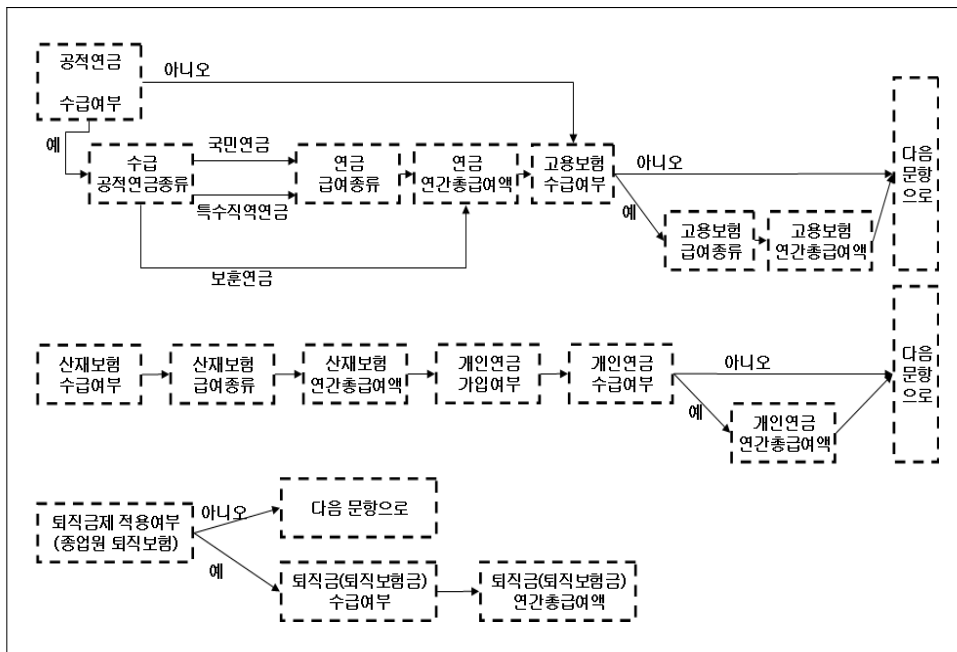 공적연금
수급여부
아니오
예
수급
공적연금종류
국민연금
특수직역연금
보훈연금
연금
급여종류
연금
연간총급여액
고용보험
수급여부
아니오
예
고용보험
급여종류
고용보험
연간총급여액
다음
문항
으로
산재보험
수급여부
산재보험
급여종류
산재보험
연간총급여액
개인연금
가입여부
개인연금
수급여부
아니오
예
개인연금
연간총급여액
다음
문항
으로
퇴직금제 적용여부
(종업원 퇴직보험)
아니오
다음 문항으로
예
퇴직금(퇴직보험금)
수급여부
퇴직금(퇴직보험금)
연간총급여액